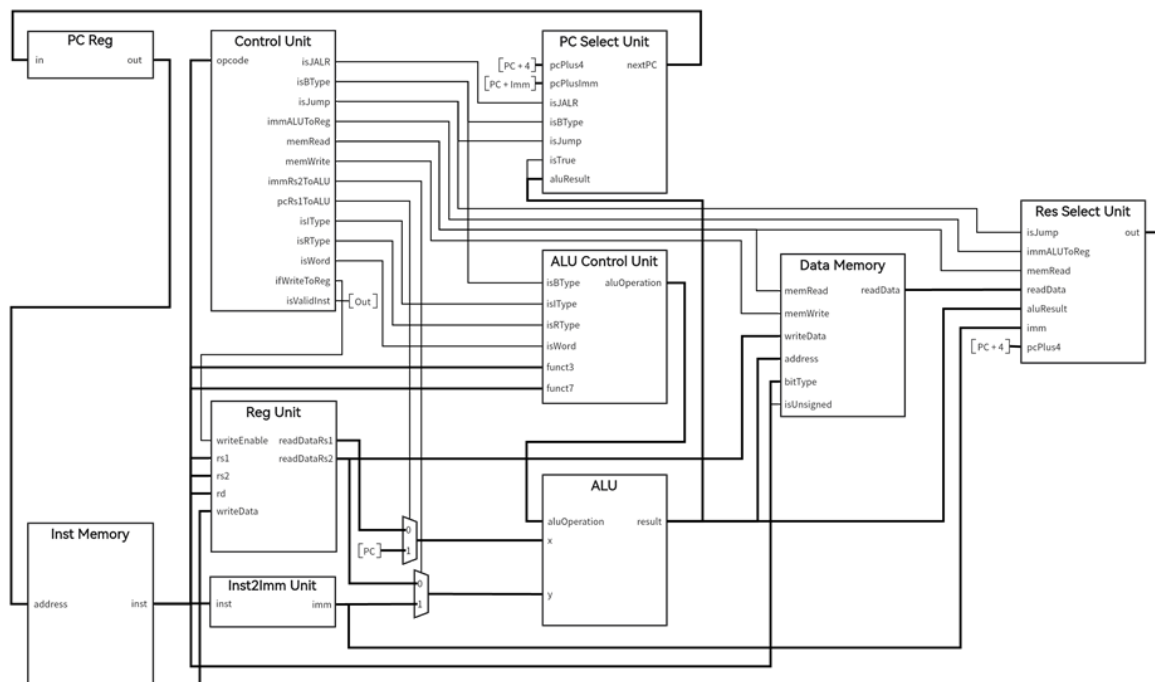 PC Reg
in
out
Control Unit
opcode
isJALR
isBType
isJump
immALUToReg
memRead
memWrite
immRs2ToALU
pcRs1ToALU
isIType
isRType
isWord
ifWriteToReg
isValidInst
[Out]
PC Select Unit
[PC + 4]
pcPlus4
nextPC
[PC + Imm]
pcPlusImm
isJALR
isBType
isJump
isTrue
aluResult
ALU Control Unit
isBType
aluOperation
isIType
isRType
isWord
funct3
funct7
Data Memory
memRead
readData
memWrite
writeData
address
bitType
isUnsigned
Res Select Unit
isJump
out
immALUToReg
memRead
readData
aluResult
imm
[PC + 4]
pcPlus4
Reg Unit
writeEnable
readDataRs1
rs1
readDataRs2
rs2
rd
writeData
0
[PC]
1
0
1
ALU
aluOperation
result
x
y
Inst Memory
address
inst
Inst2Imm Unit
inst
imm